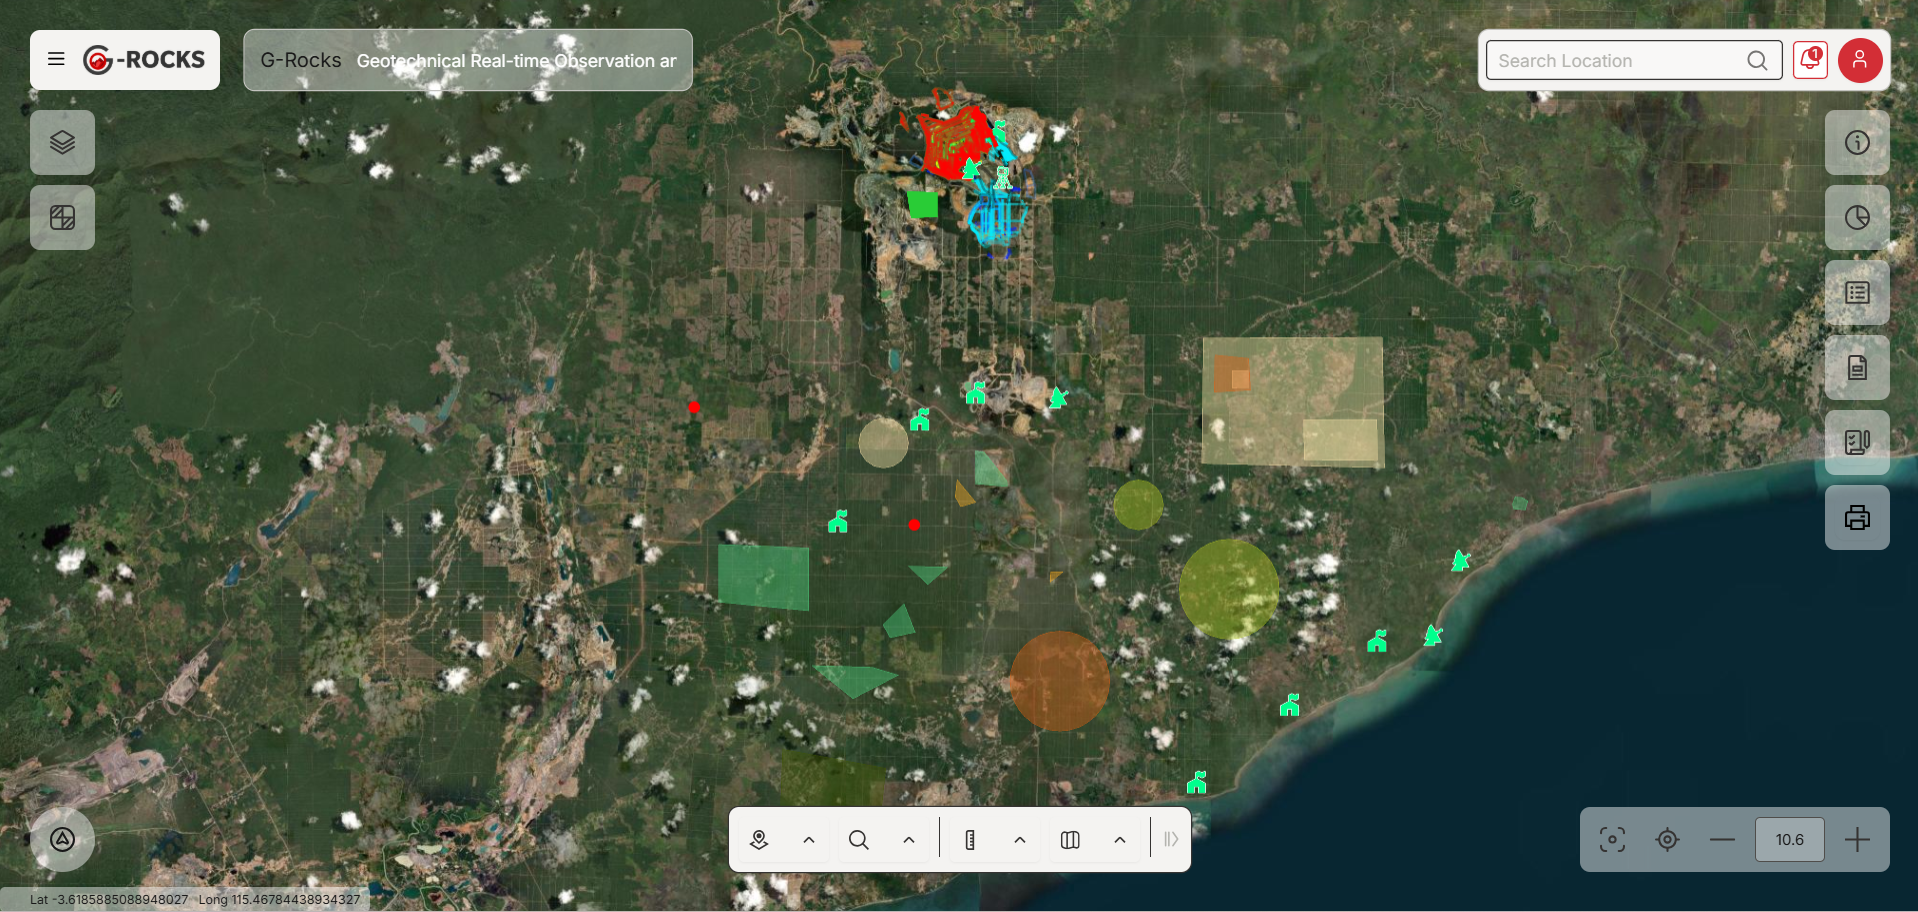 G-ROCKS
G-Rocks Geotechnical Real-time Observation ar
Search Location
1
10.6
Lat -3.6185885088948027 Long 115.46784438934327